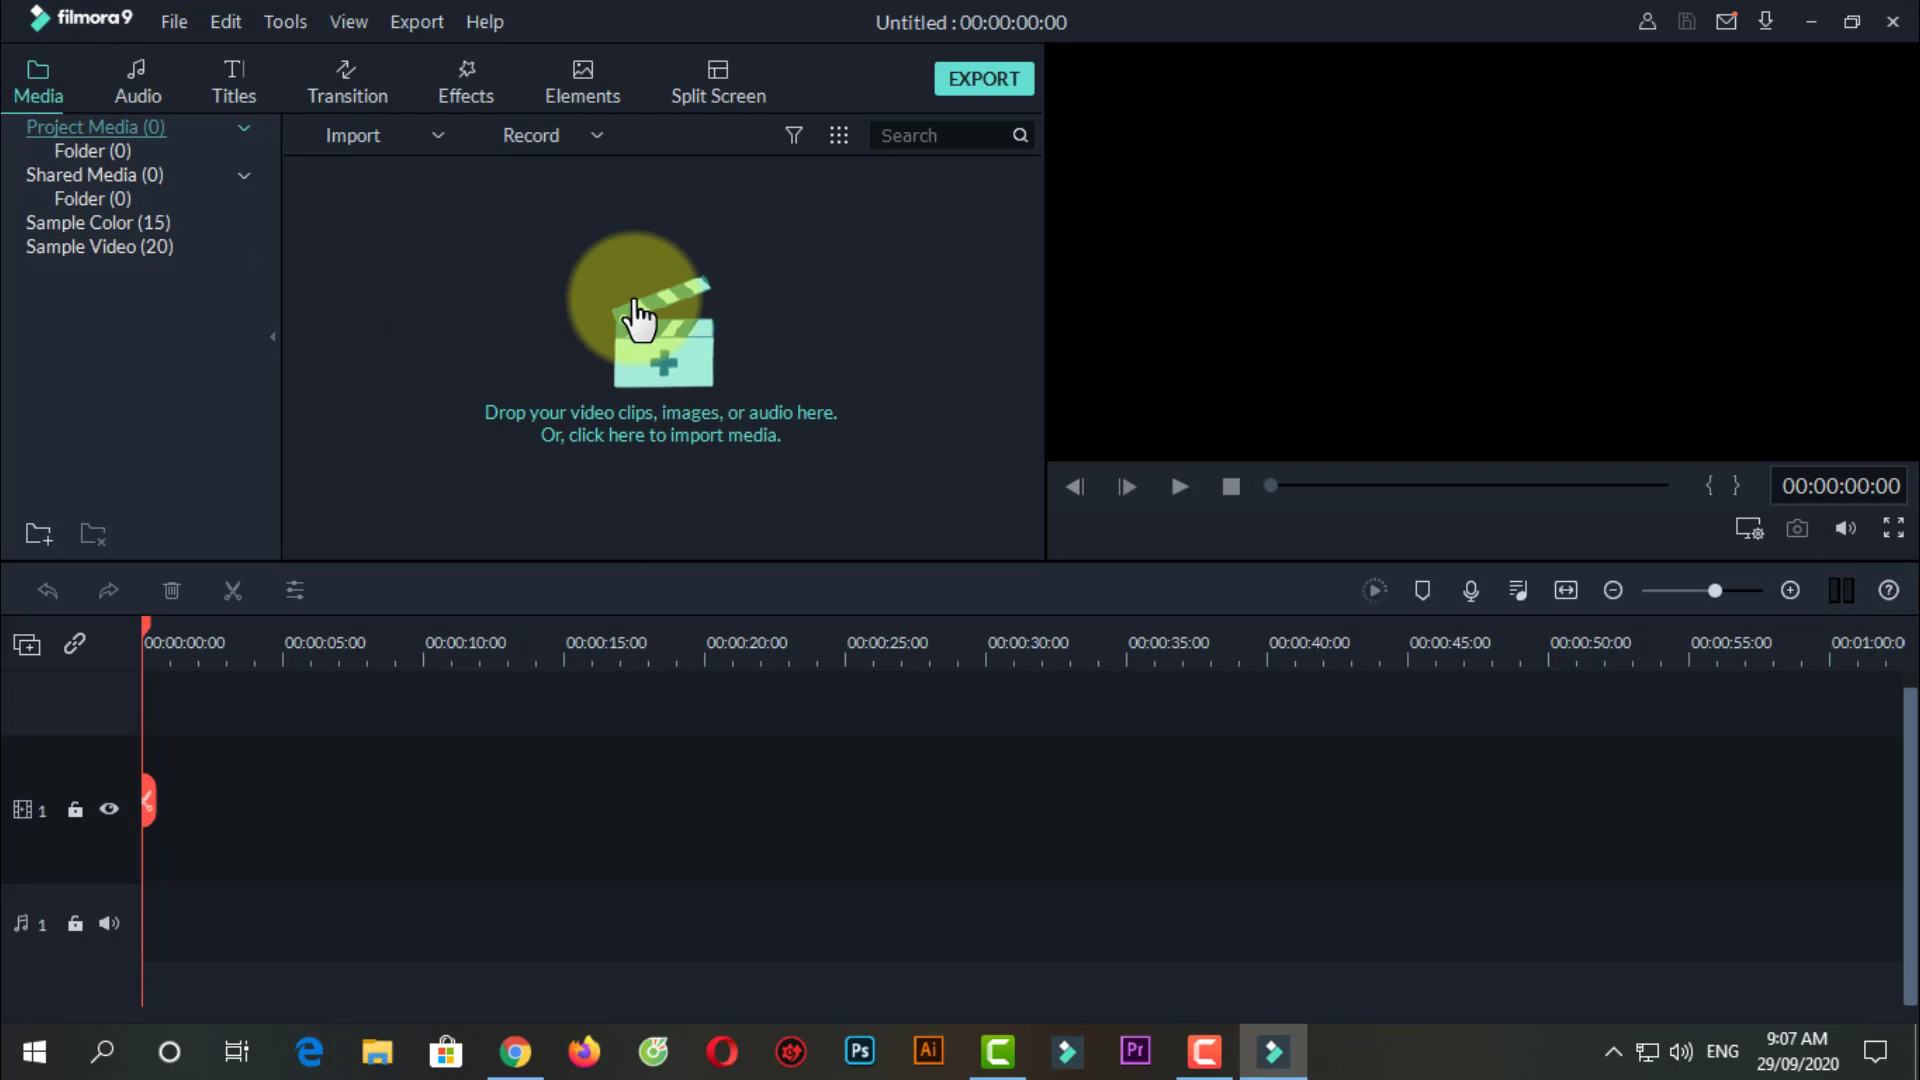 filmora9 File Edit Tools View Export Help Untitled : 00:00:00:00
Media Audio Titles Transition Effects Elements Split Screen EXPORT
Project Media (0)
Folder (0)
Shared Media (0)
Folder (0)
Sample Color (15)
Sample Video (20)
Import Record Search
Drop your video clips, images, or audio here.
Or, click here to import media.
00:00:00:00
00:00:00:00 00:00:05:00 00:00:10:00 00:00:15:00 00:00:20:00 00:00:25:00 00:00:30:00 00:00:35:00 00:00:40:00 00:00:45:00 00:00:50:00 00:00:55:00 00:01:00:0
1
1
Ps Ai Pr ENG 9:07 AM
29/09/2020